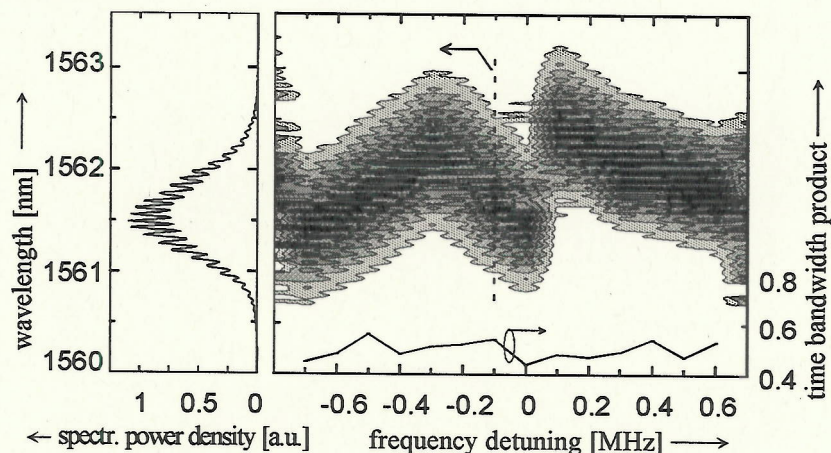 1563
1562
1561
1560
wavelength [nm]
1 0.5 0
← spectr. power density [a.u.]
-0.6 -0.4 -0.2 0 0.2 0.4 0.6
frequency detuning [MHz]
0.8
0.6
0.4
time bandwidth product